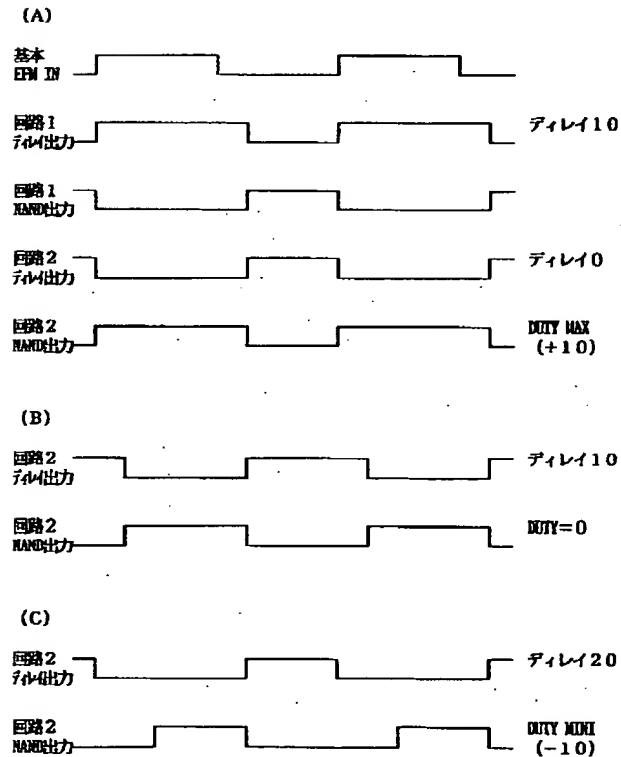 (A)
基本
EFM IN
回路1
ディレイ出力
ディレイ10
回路1
NAND出力
回路2
ディレイ出力
ディレイ0
回路2
NAND出力
DUTY MAX
(+10)
(B)
回路2
ディレイ出力
ディレイ10
回路2
NAND出力
DUTY=0
(C)
回路2
ディレイ出力
ディレイ20
回路2
NAND出力
DUTY MINI
(-10)